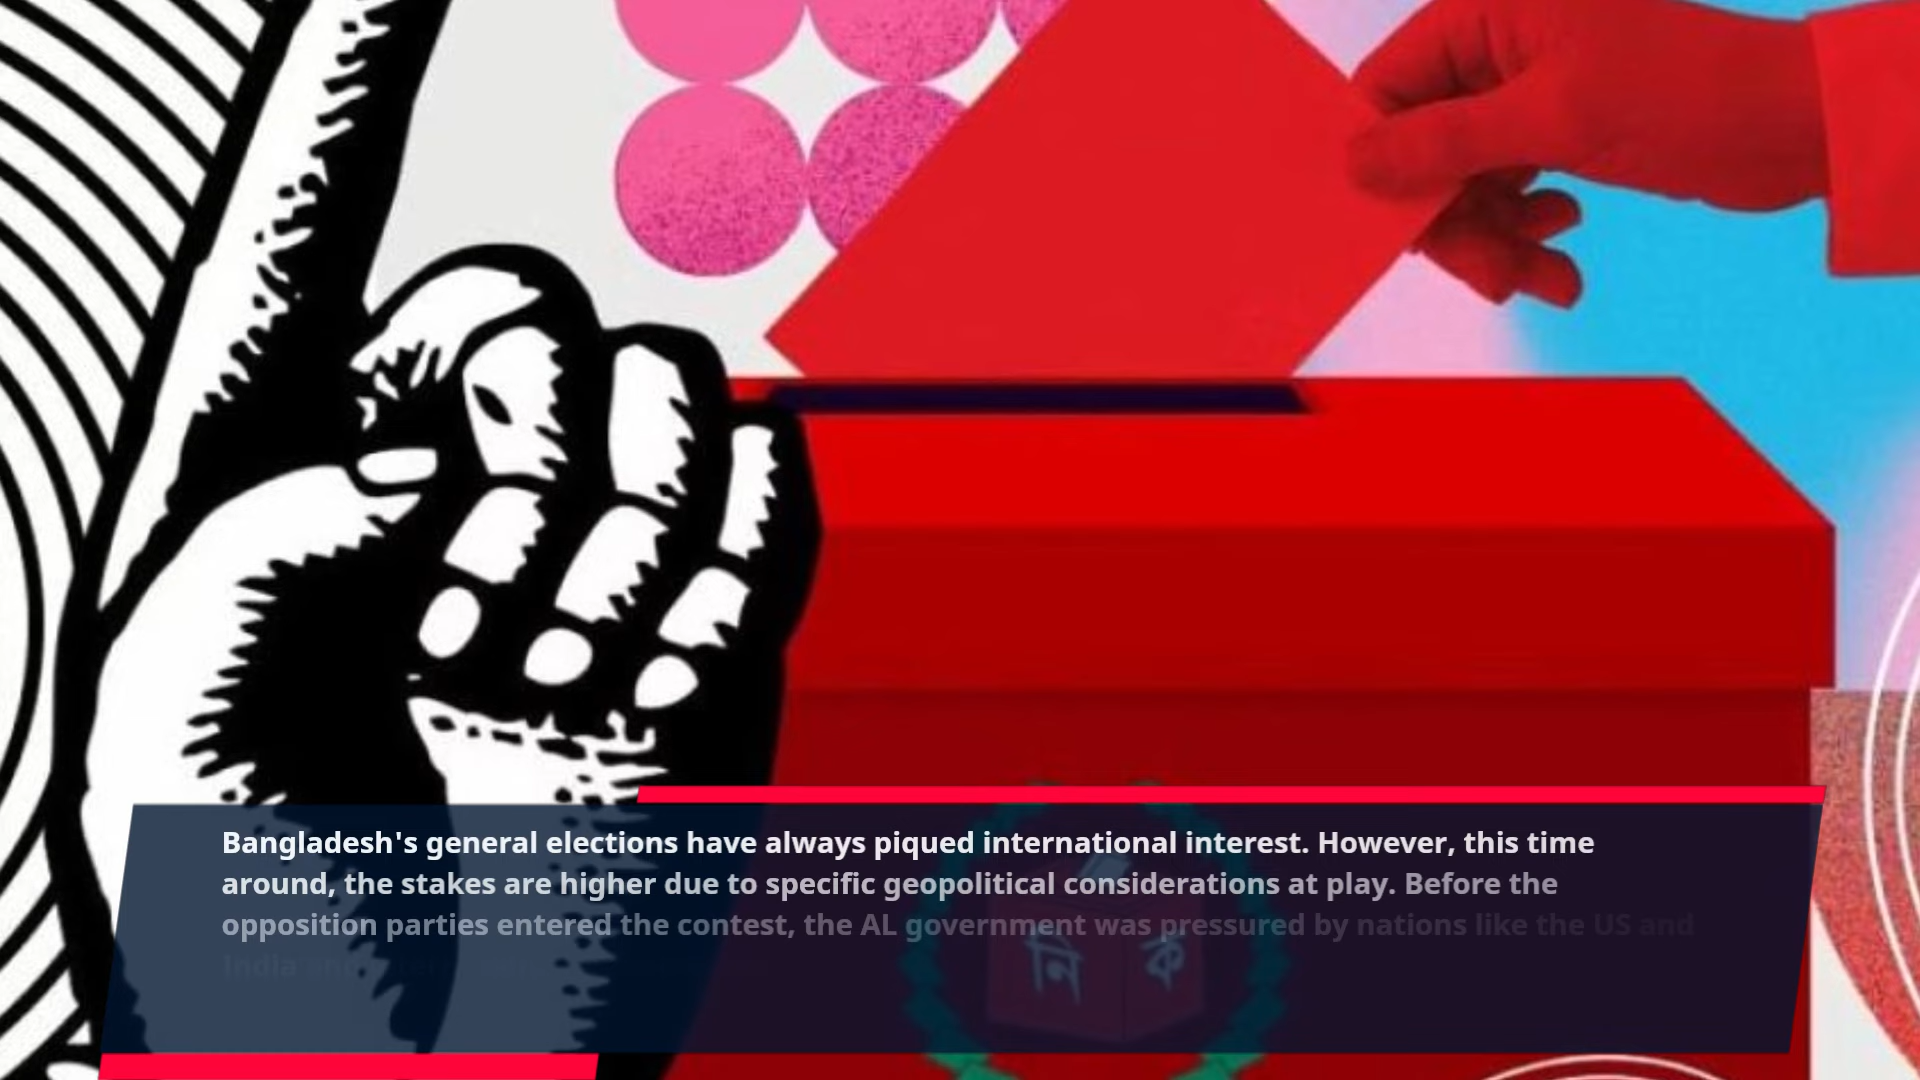 Bangladesh's general elections have always piqued international interest. However, this time
around, the stakes are higher due to specific geopolitical considerations at play. Before the
opposition parties entered the contest, the AL government was pressured by nations like the US and
India and
নি ক